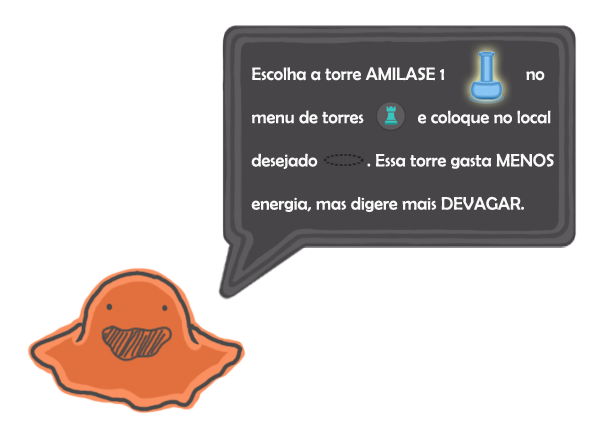 Escolha a torre AMILASE 1 no
menu de torres e coloque no local
desejado . Essa torre gasta MENOS
energia, mas digere mais DEVAGAR.